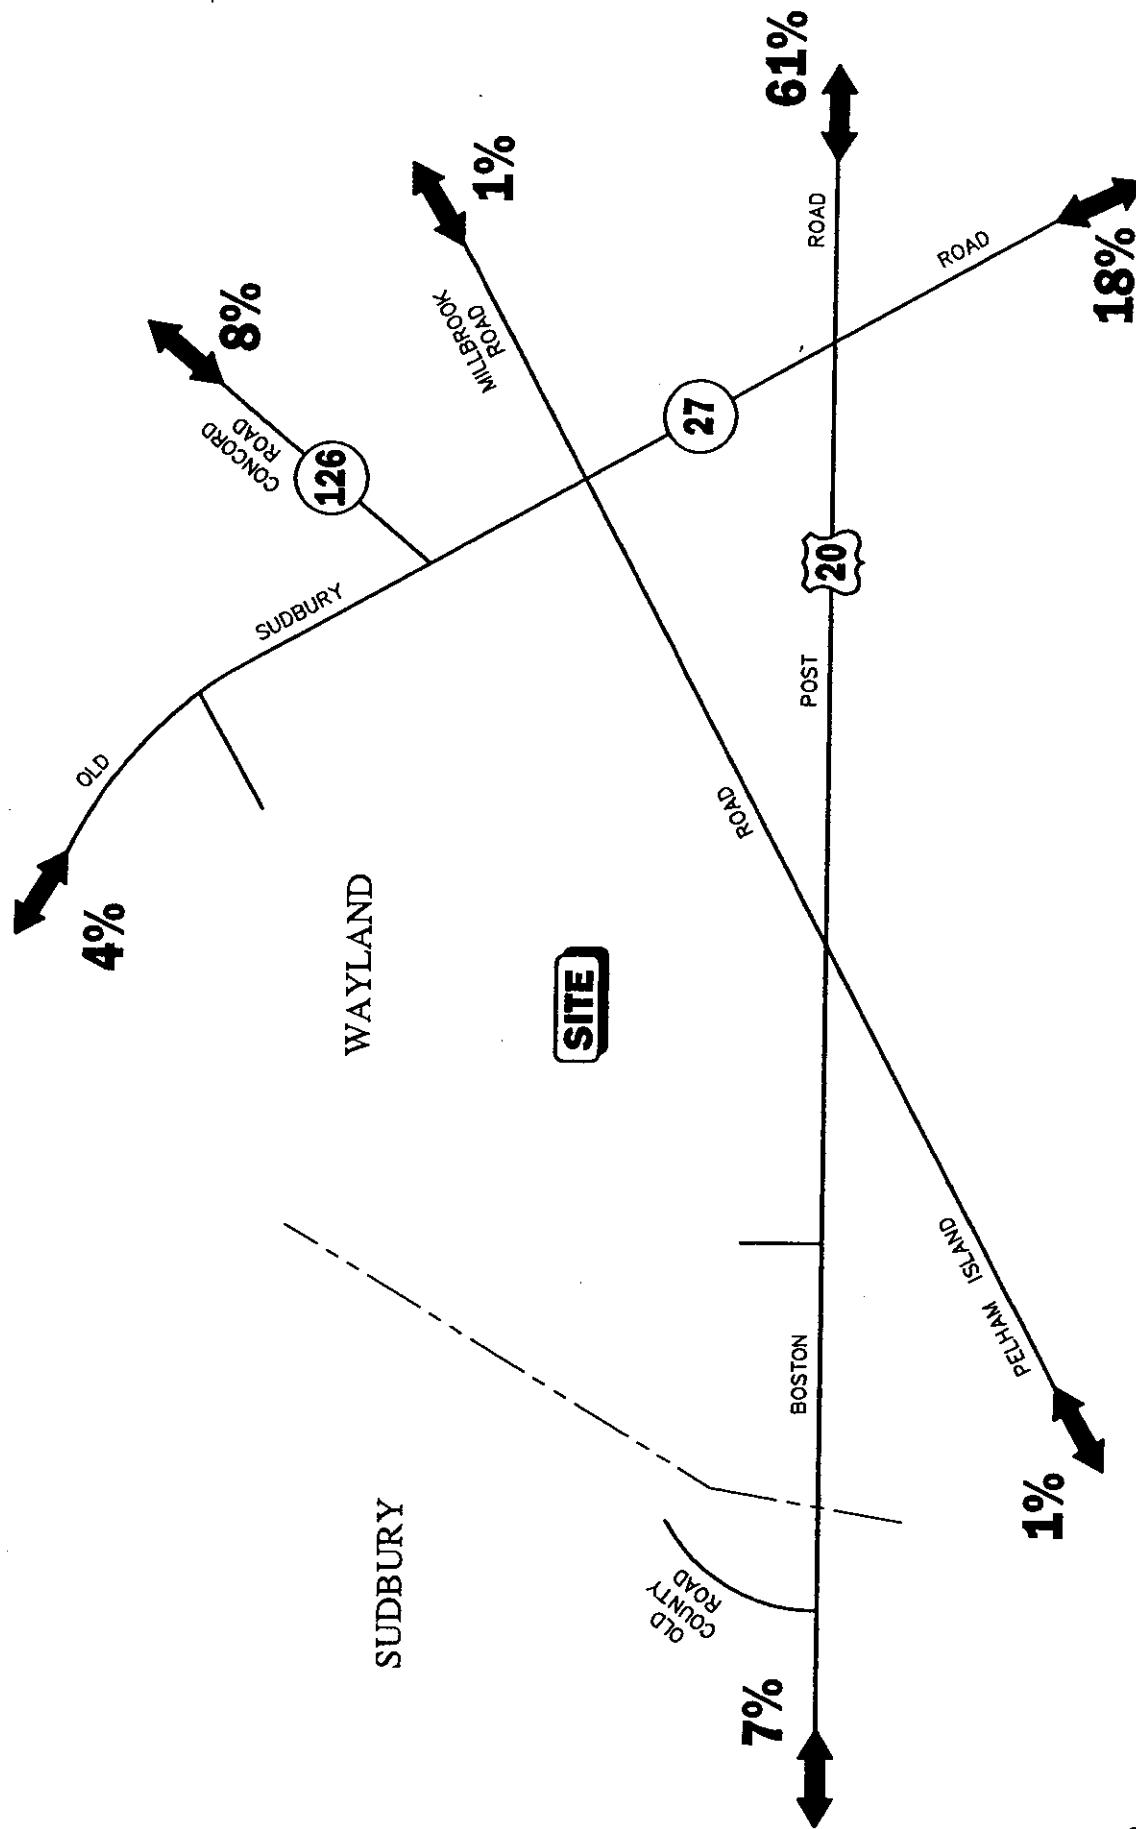 61%
ROAD
18%
ROAD
1%
MILLBROOK
ROAD
8%
CONCORD
ROAD
126
27
20
SUDBURY
POST
OLD
ROAD
4%
WAYLAND
SITE
PELHAM ISLAND
BOSTON
1%
SUDBURY
OLD
COUNTY
ROAD
7%